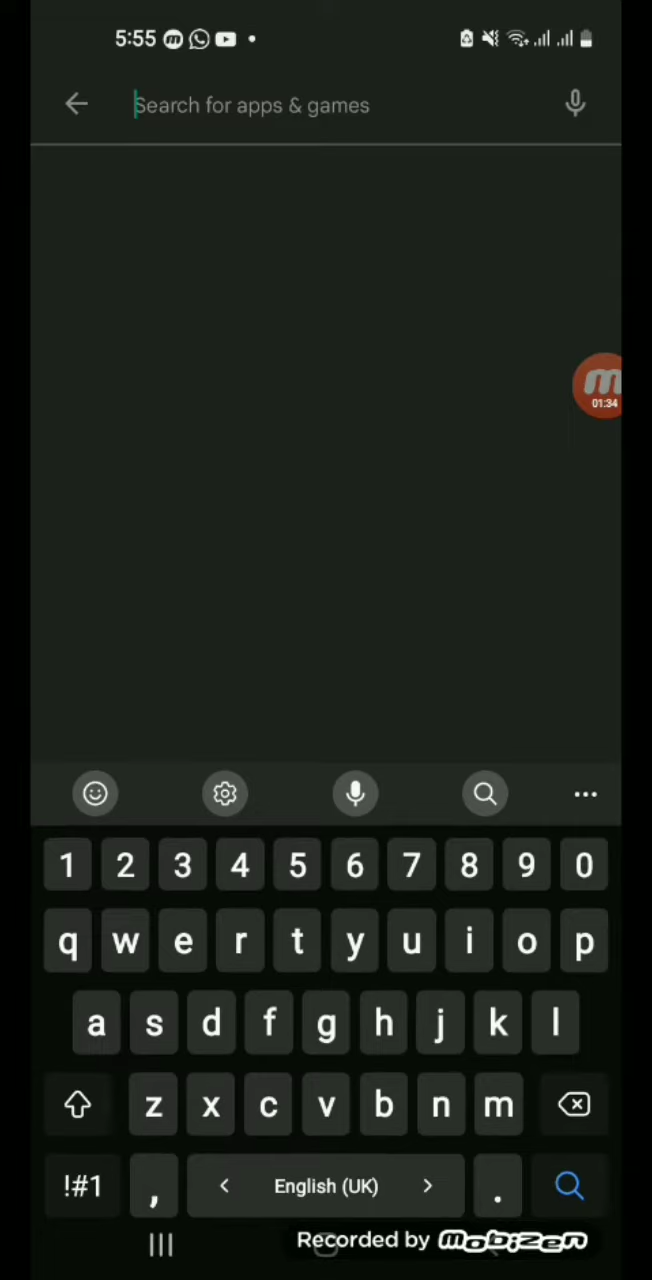 5:55
Search for apps & games
m
01:34
1 2 3 4 5 6 7 8 9 0
q w e r t y u i o p
a s d f g h j k l
z x c v b n m
!#1 , < English (UK) > .
Recorded by mobizen